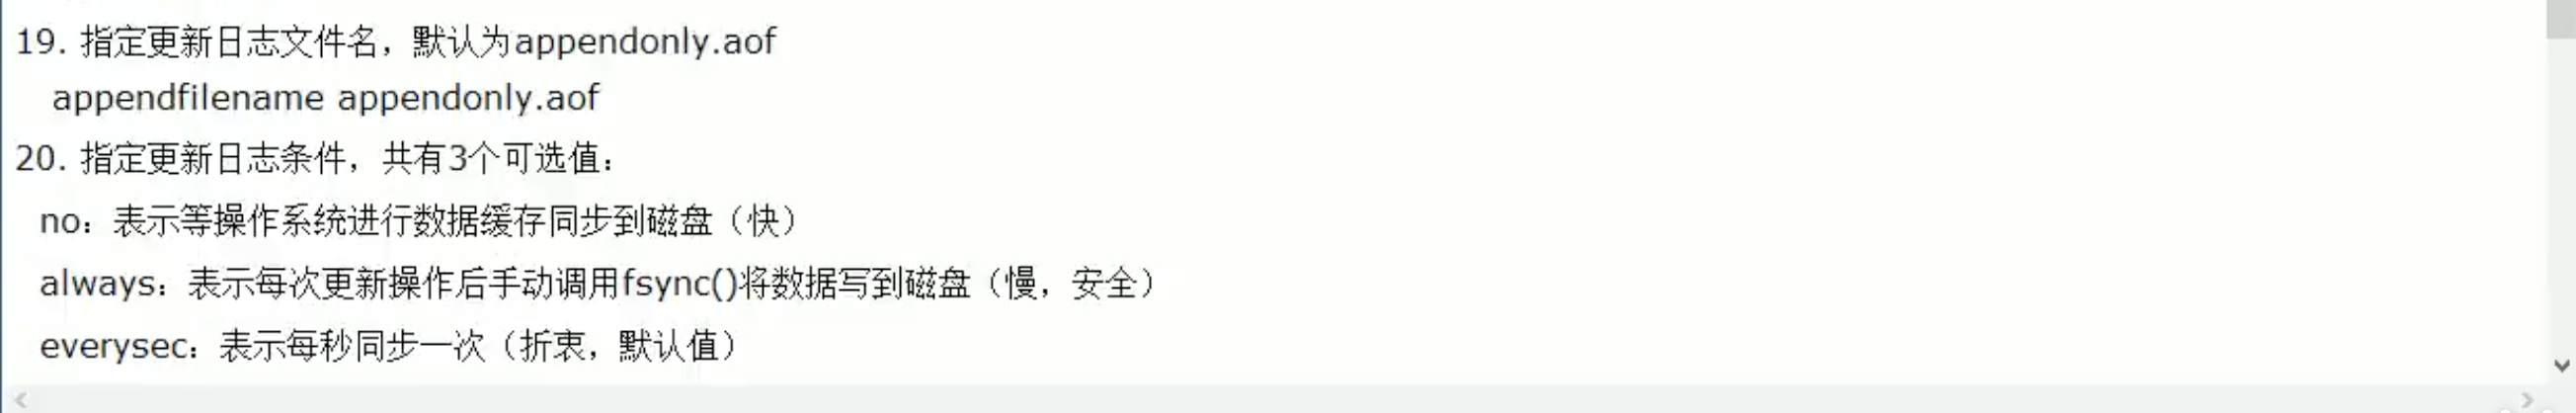 19. 指定更新日志文件名，默认为appendonly.aof
appendfilename appendonly.aof
20. 指定更新日志条件，共有3个可选值：
no：表示等操作系统进行数据缓存同步到磁盘（快）
always：表示每次更新操作后手动调用fsync()将数据写到磁盘（慢，安全）
everysec：表示每秒同步一次（折衷，默认值）